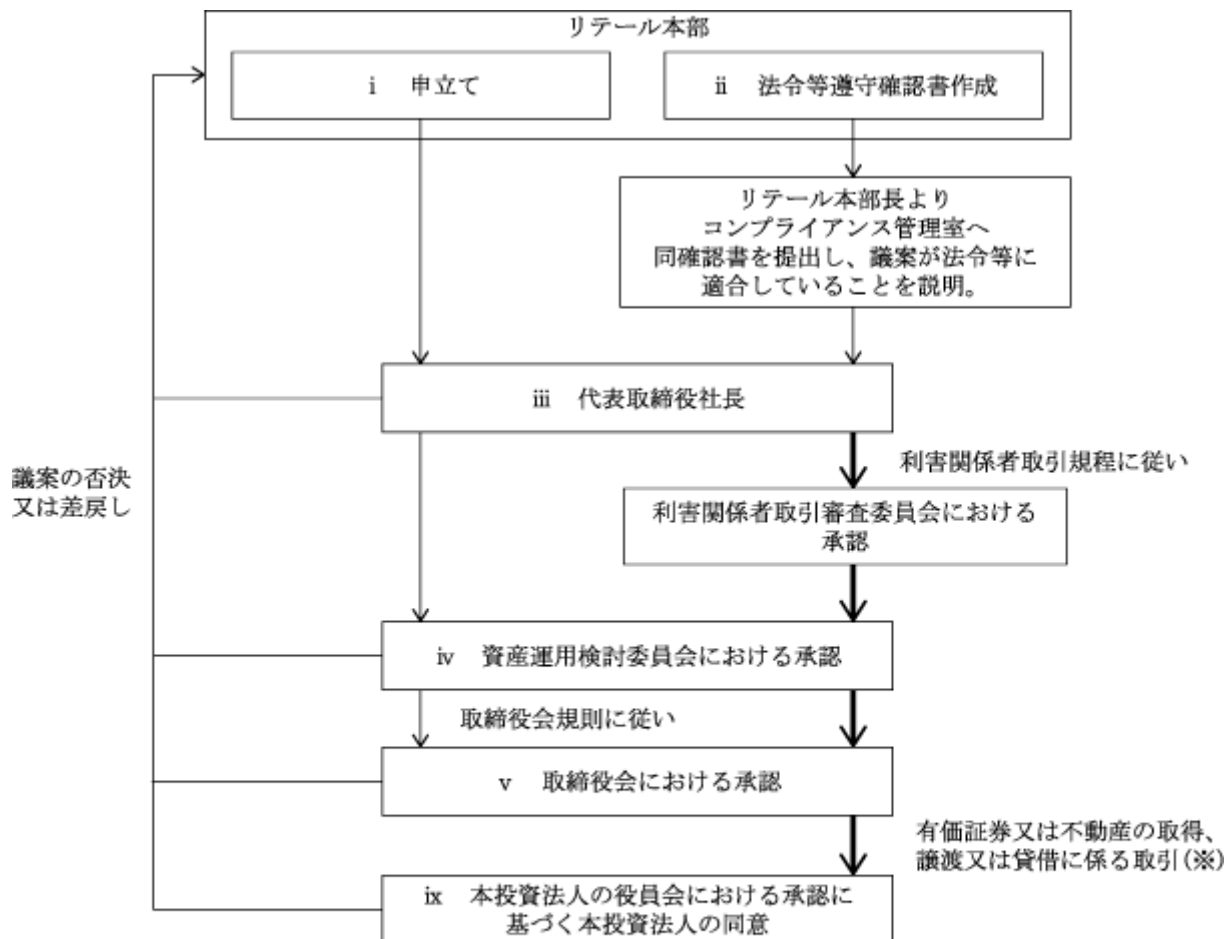 リテール本部
i 申立て
ii 法令等遵守確認書作成
リテール本部長より
コンプライアンス管理室へ
同確認書を提出し、議案が法令等に
適合していることを説明。
iii 代表取締役社長
利害関係者取引規程に従い
議案の否決
又は差戻し
利害関係者取引審査委員会における
承認
iv 資産運用検討委員会における承認
取締役会規則に従い
v 取締役会における承認
有価証券又は不動産の取得、
譲渡又は貸借に係る取引(※)
ix 本投資法人の役員会における承認に
基づく本投資法人の同意